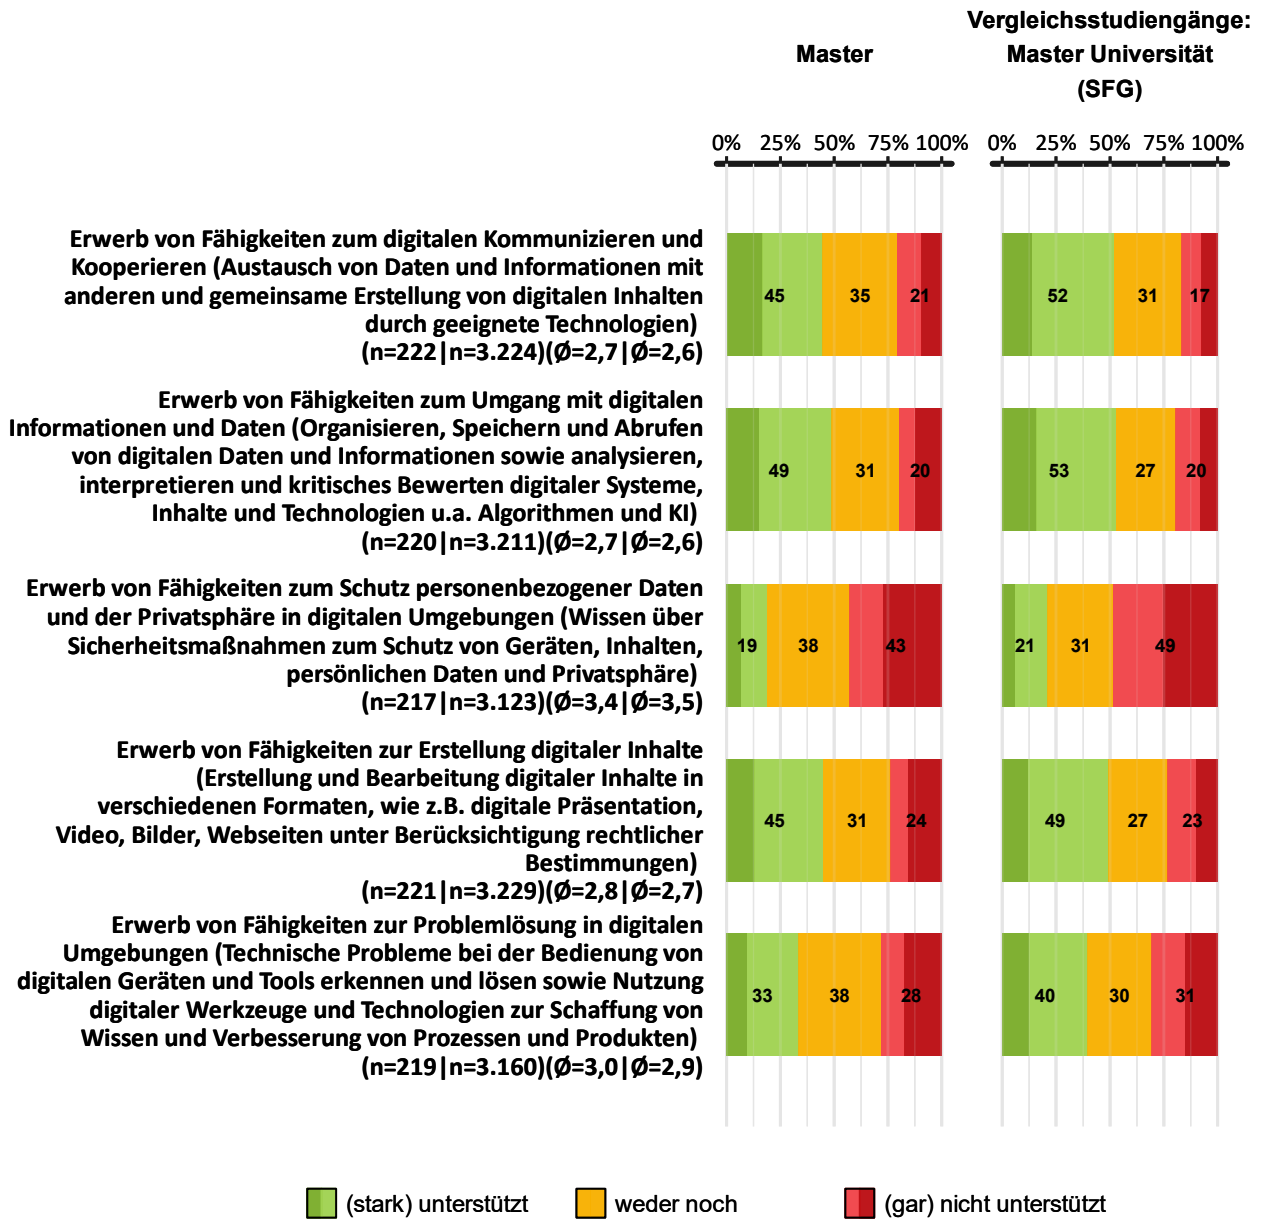 Vergleichsstudiengänge:
Master Master Universität
(SFG)
0% 25% 50% 75% 100% 0% 25% 50% 75% 100%
Erwerb von Fähigkeiten zum digitalen Kommunizieren und
Kooperieren (Austausch von Daten und Informationen mit
anderen und gemeinsame Erstellung von digitalen Inhalten
durch geeignete Technologien)
(n=222|n=3.224)(Ø=2,7|Ø=2,6)
45 35 21 52 31 17
Erwerb von Fähigkeiten zum Umgang mit digitalen
Informationen und Daten (Organisieren, Speichern und Abrufen
von digitalen Daten und Informationen sowie analysieren,
interpretieren und kritisches Bewerten digitaler Systeme,
Inhalte und Technologien u.a. Algorithmen und KI)
(n=220|n=3.211)(Ø=2,7|Ø=2,6)
49 31 20 53 27 20
Erwerb von Fähigkeiten zum Schutz personenbezogener Daten
und der Privatsphäre in digitalen Umgebungen (Wissen über
Sicherheitsmaßnahmen zum Schutz von Geräten, Inhalten,
persönlichen Daten und Privatsphäre)
(n=217|n=3.123)(Ø=3,4|Ø=3,5)
19 38 43 21 31 49
Erwerb von Fähigkeiten zur Erstellung digitaler Inhalte
(Erstellung und Bearbeitung digitaler Inhalte in
verschiedenen Formaten, wie z.B. digitale Präsentation,
Video, Bilder, Webseiten unter Berücksichtigung rechtlicher
Bestimmungen)
(n=221|n=3.229)(Ø=2,8|Ø=2,7)
45 31 24 49 27 23
Erwerb von Fähigkeiten zur Problemlösung in digitalen
Umgebungen (Technische Probleme bei der Bedienung von
digitalen Geräten und Tools erkennen und lösen sowie Nutzung
digitaler Werkzeuge und Technologien zur Schaffung von
Wissen und Verbesserung von Prozessen und Produkten)
(n=219|n=3.160)(Ø=3,0|Ø=2,9)
33 38 28 40 30 31
(stark) unterstützt weder noch (gar) nicht unterstützt